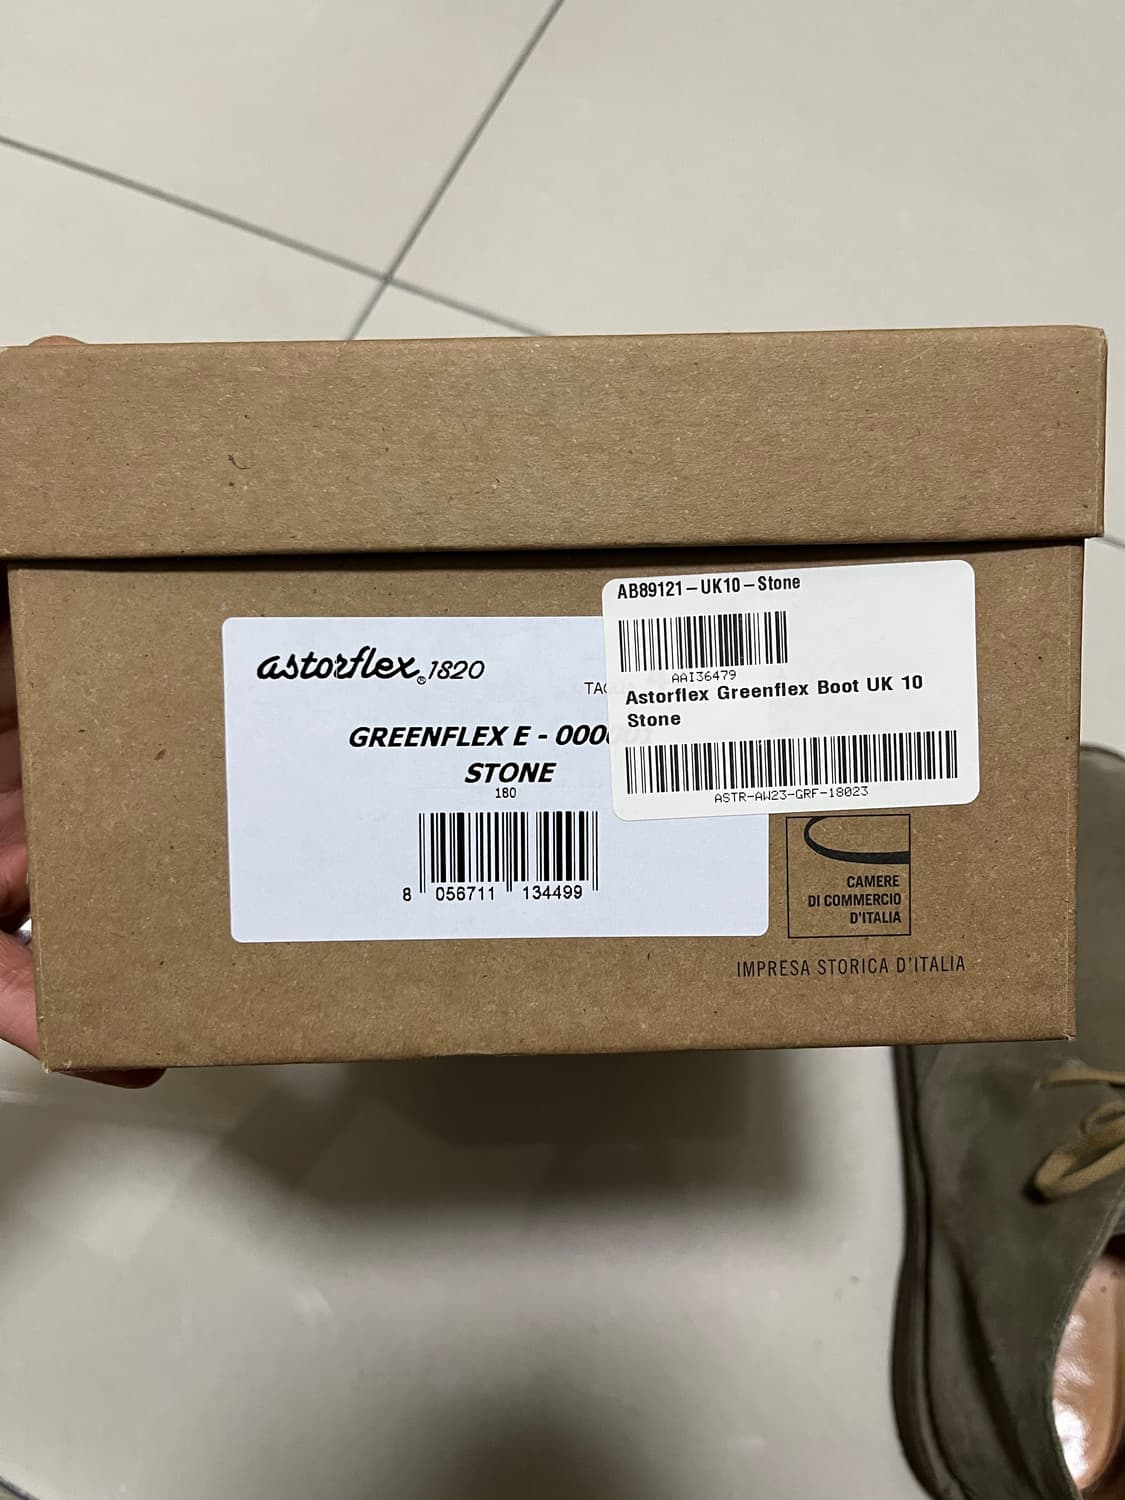 astorflex® 1820
GREENFLEX E - 000
STONE
180
8 056711 134499
AB89121-UK10-Stone
AAI36479
Astorflex Greenflex Boot UK 10
Stone
ASTR-AW23-GRF-18023
CAMERE
DI COMMERCIO
D'ITALIA
IMPRESA STORICA D'ITALIA